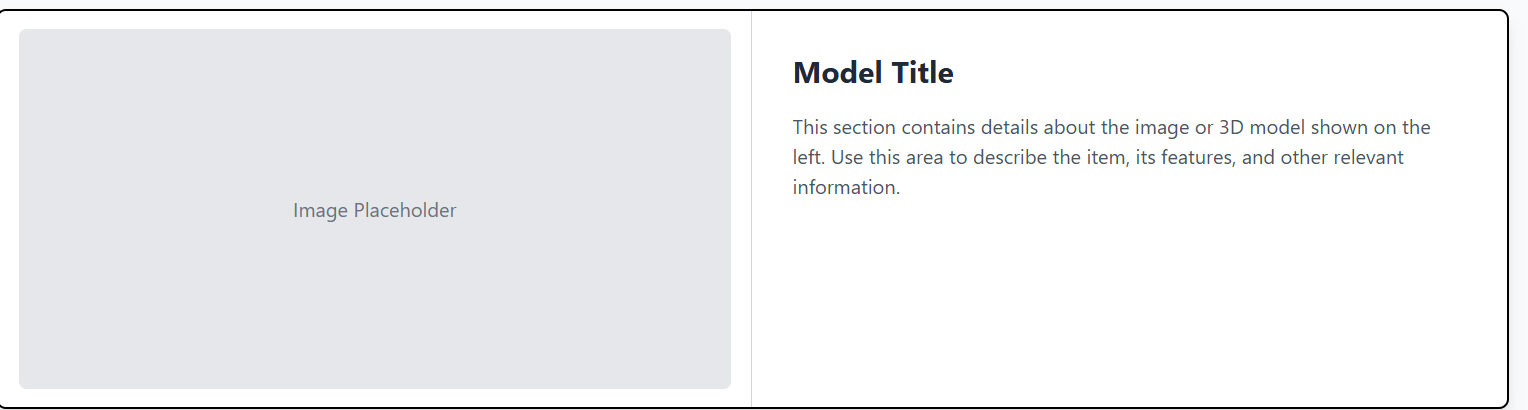 Image Placeholder
Model Title
This section contains details about the image or 3D model shown on the
left. Use this area to describe the item, its features, and other relevant
information.